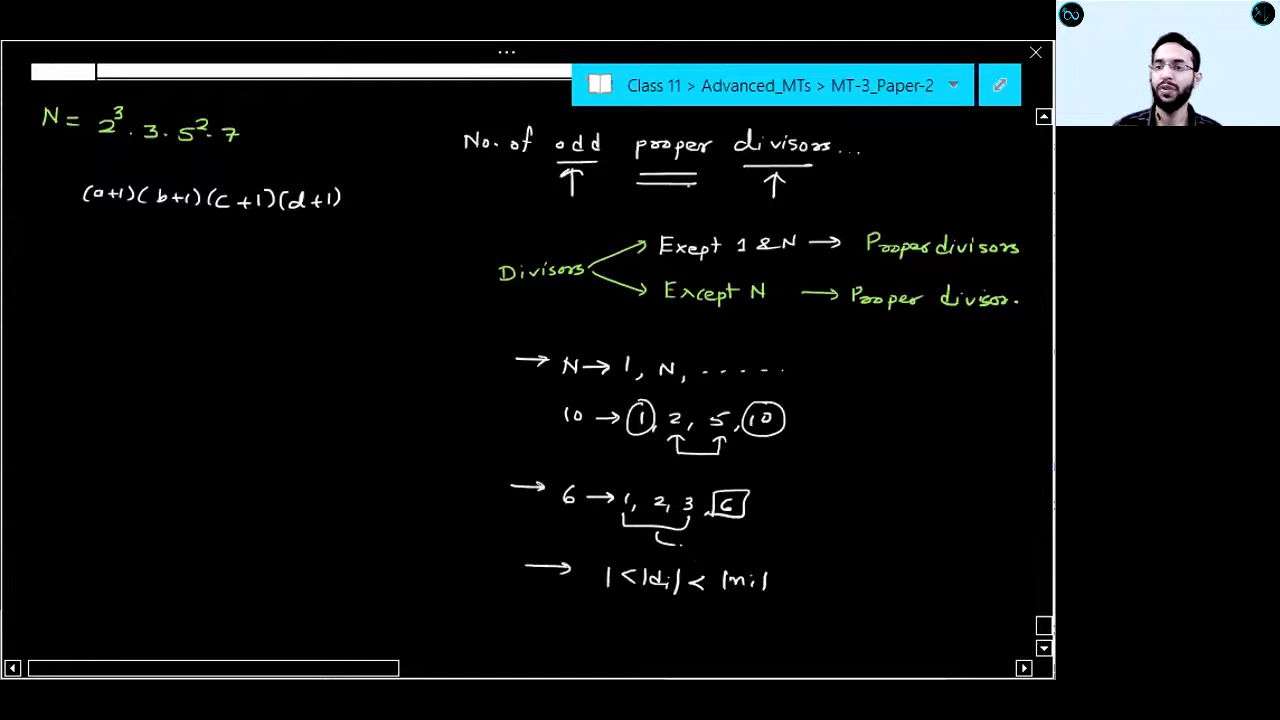 Class 11 > Advanced_MTs > MT-3_Paper-2
N = 2³ · 3 · 5² · 7
(a+1)(b+1)(c+1)(d+1)
No. of odd proper divisors...
Divisors
Exept 1 & N → Proper divisors
Except N → Proper divisor.
→ N → 1, N, ......
10 → 1, 2, 5, 10
→ 6 → 1, 2, 3, 6
→ 1 < |di| < |ni|